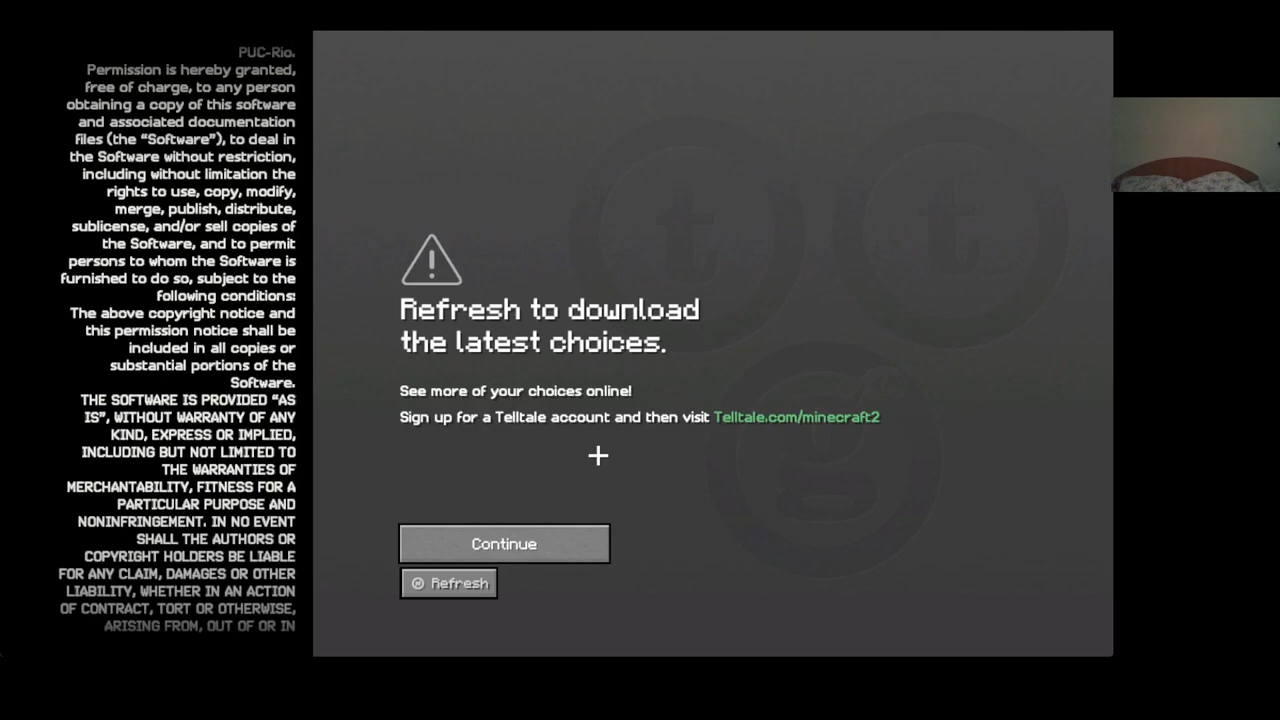 PUC-Rio.
Permission is hereby granted,
free of charge, to any person
obtaining a copy of this software
and associated documentation
files (the “Software”), to deal in
the Software without restriction,
including without limitation the
rights to use, copy, modify,
merge, publish, distribute,
sublicense, and/or sell copies of
the Software, and to permit
persons to whom the Software is
furnished to do so, subject to the
following conditions:
The above copyright notice and
this permission notice shall be
included in all copies or
substantial portions of the
Software.
THE SOFTWARE IS PROVIDED “AS
IS”, WITHOUT WARRANTY OF ANY
KIND, EXPRESS OR IMPLIED,
INCLUDING BUT NOT LIMITED TO
THE WARRANTIES OF
MERCHANTABILITY, FITNESS FOR A
PARTICULAR PURPOSE AND
NONINFRINGEMENT. IN NO EVENT
SHALL THE AUTHORS OR
COPYRIGHT HOLDERS BE LIABLE
FOR ANY CLAIM, DAMAGES OR OTHER
LIABILITY, WHETHER IN AN ACTION
OF CONTRACT, TORT OR OTHERWISE,
ARISING FROM, OUT OF OR IN
t t
g
Refresh to download
the latest choices.
See more of your choices online!
Sign up for a Telltale account and then visit Telltale.com/minecraft2
Continue
Refresh